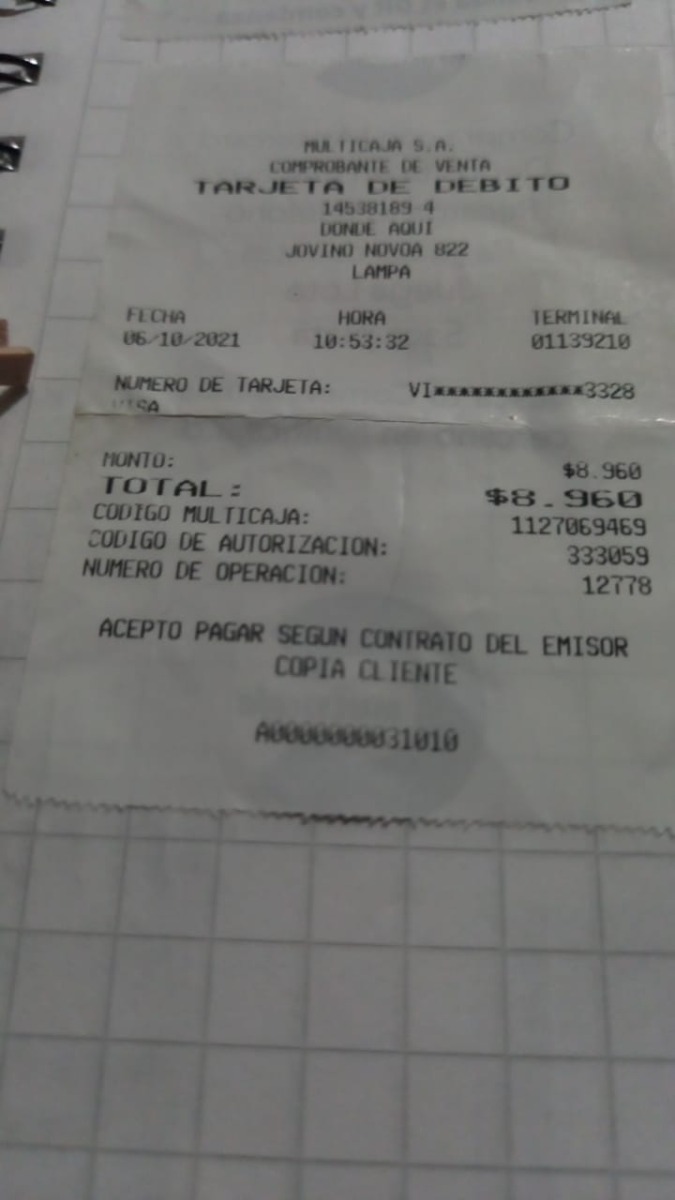 MULTICAJA S.A.
COMPROBANTE DE VENTA
TARJETA DE DEBITO
14538189 4
DONDE AQUI
JOVINO NOVOA 822
LAMPA
FECHA HORA TERMINAL
06/10/2021 10:53:32 01139210
NUMERO DE TARJETA: VI************3328
VISA
MONTO: $8.960
TOTAL: $8.960
CODIGO MULTICAJA: 1127069469
CODIGO DE AUTORIZACION: 333059
NUMERO DE OPERACION: 12778
ACEPTO PAGAR SEGUN CONTRATO DEL EMISOR
COPIA CLIENTE
A0000000031010